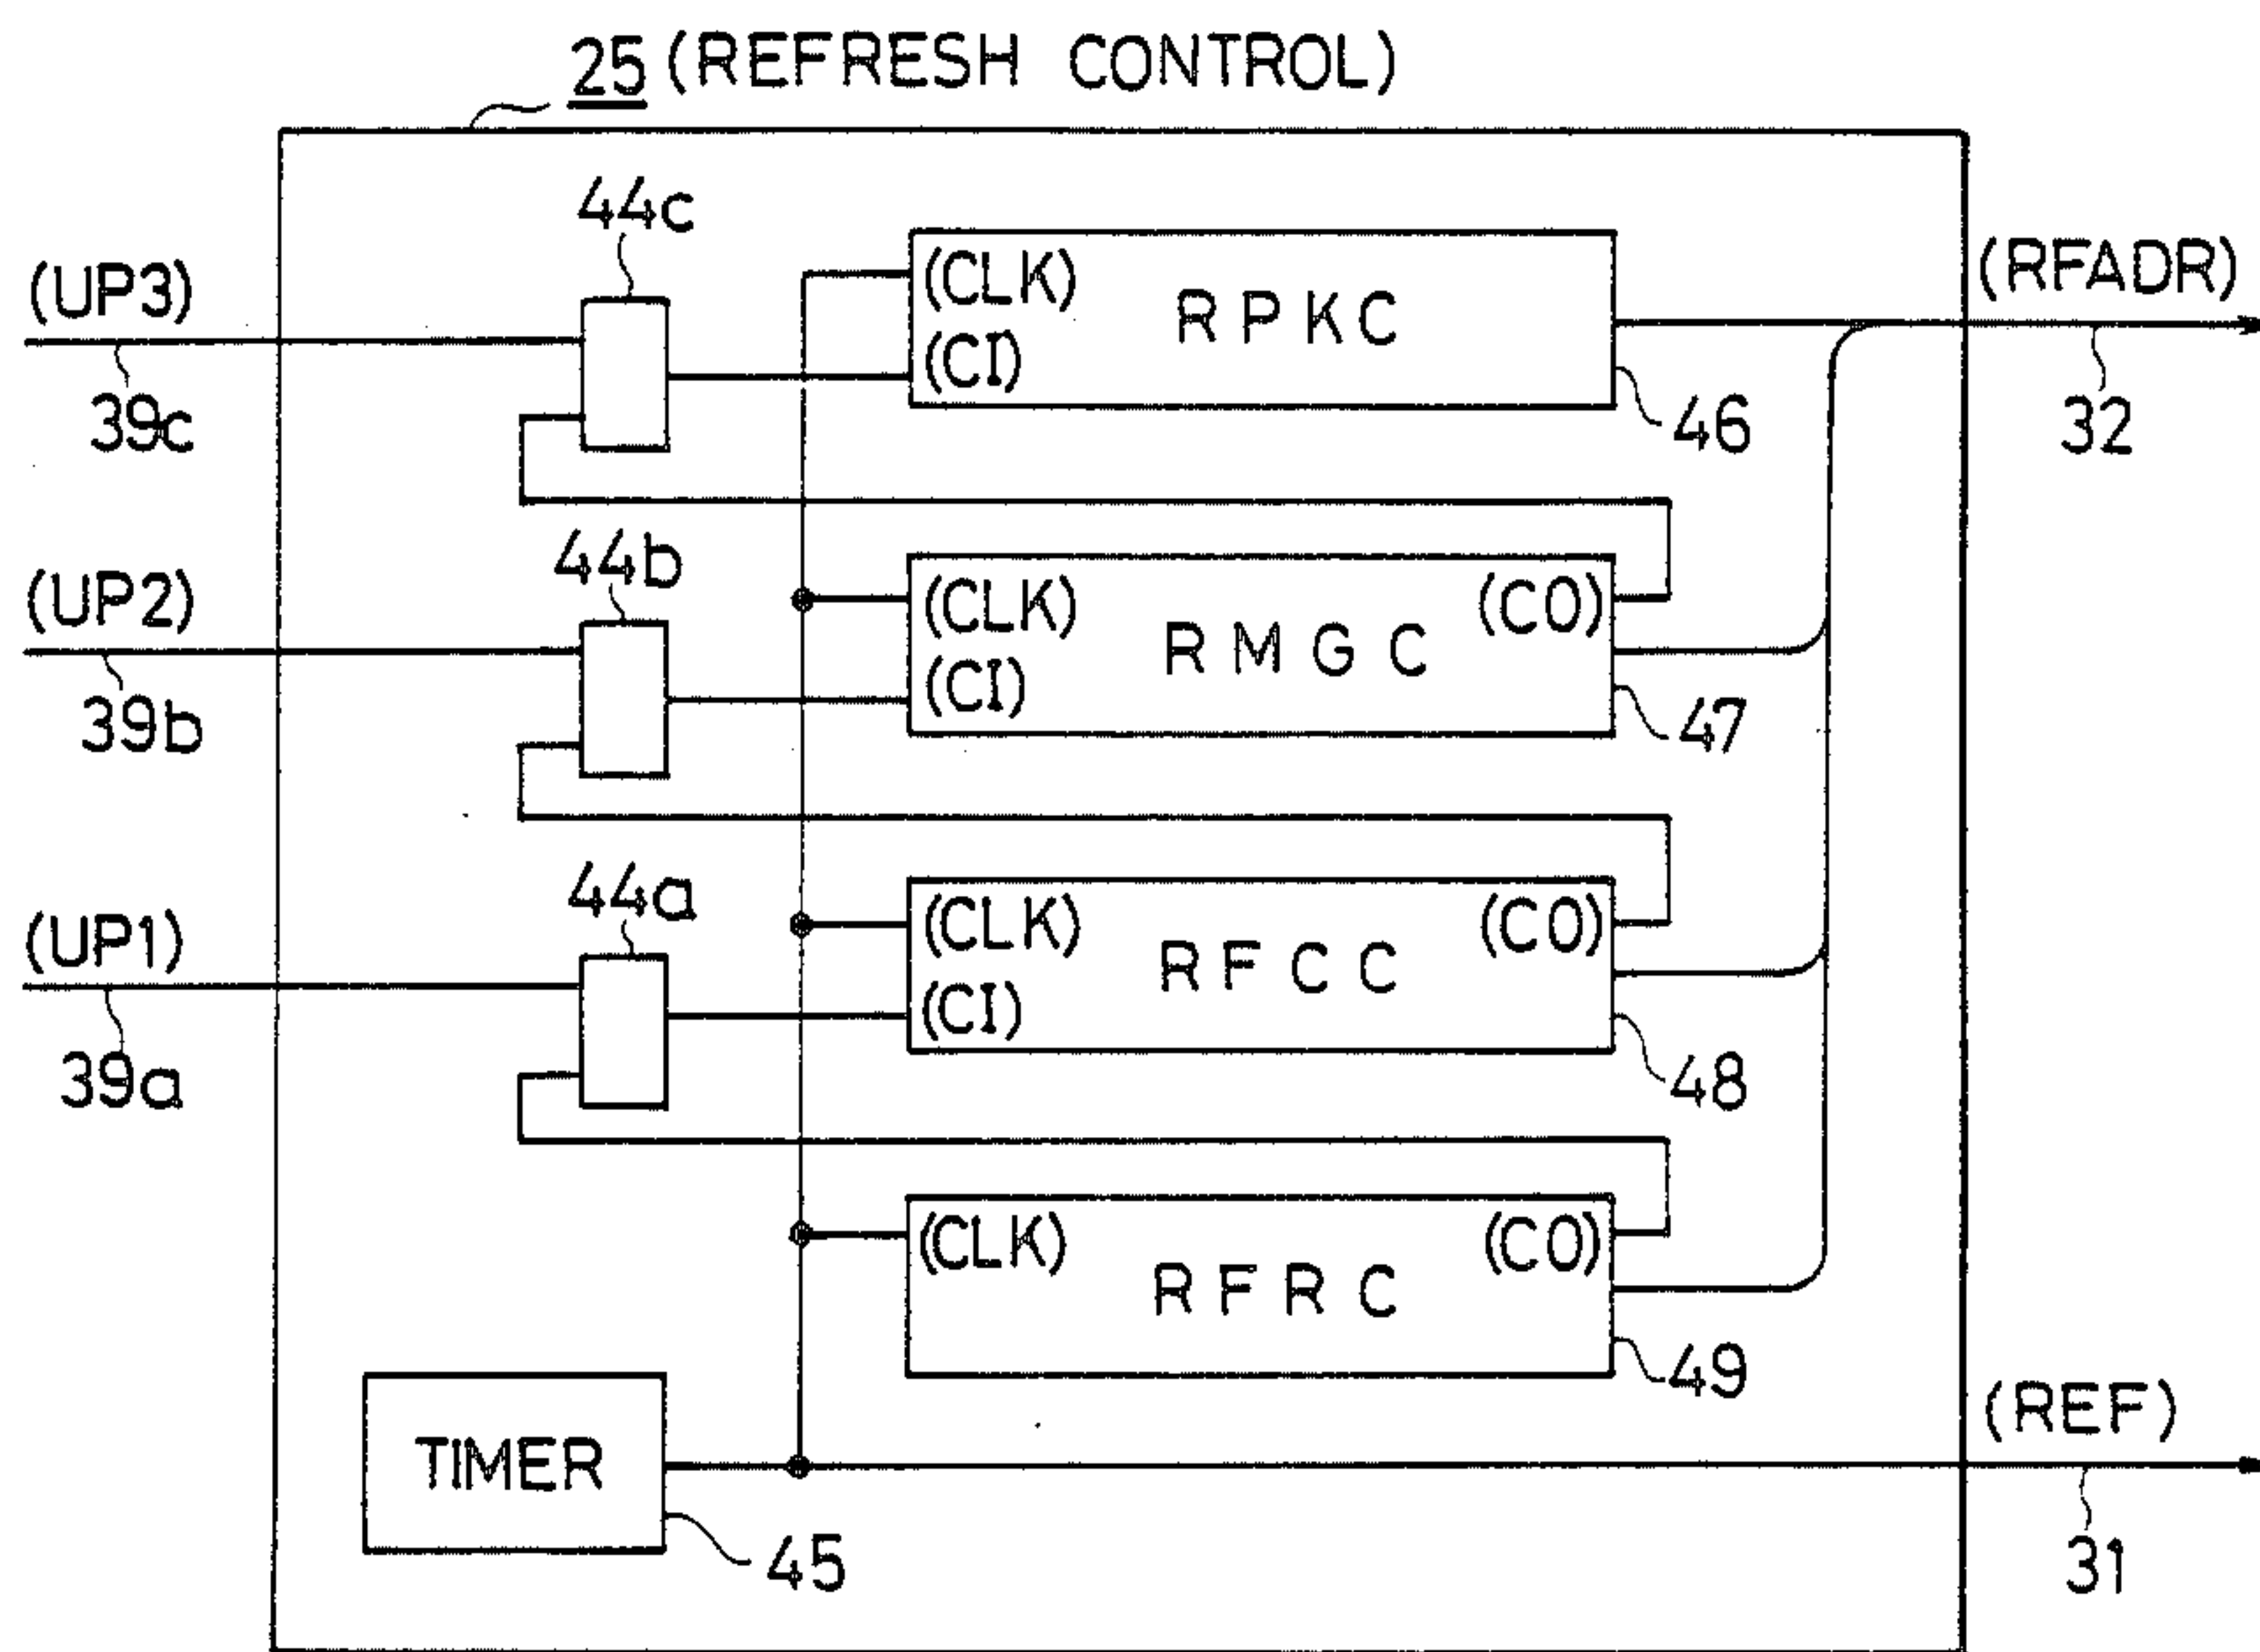 25 (REFRESH CONTROL)
44c
(UP3)
39c
(CLK)
(CI)
RPKC
46
(RFADR)
32
44b
(UP2)
39b
(CLK)
(CI)
RMGC
(CO)
47
44a
(UP1)
39a
(CLK)
(CI)
RFCC
(CO)
48
(CLK)
RFRC
(CO)
49
TIMER
45
(REF)
31